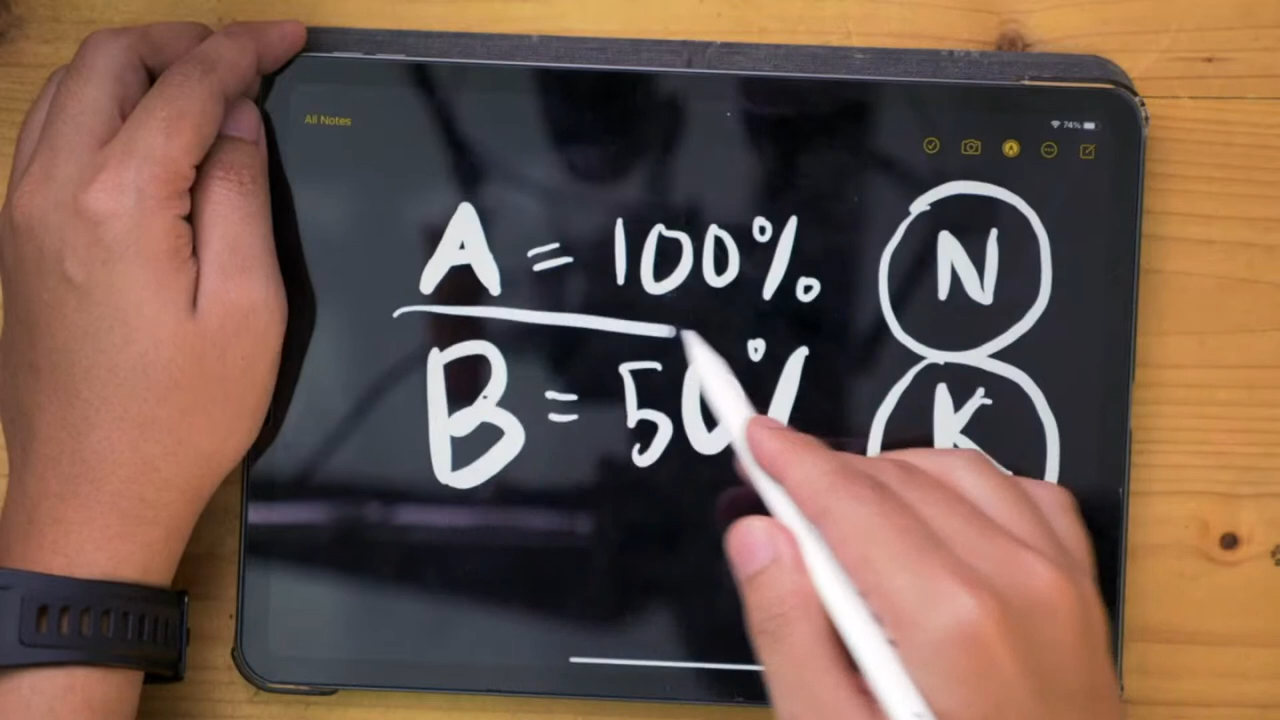 All Notes
74%
A = 100%
N
B = 50%
K